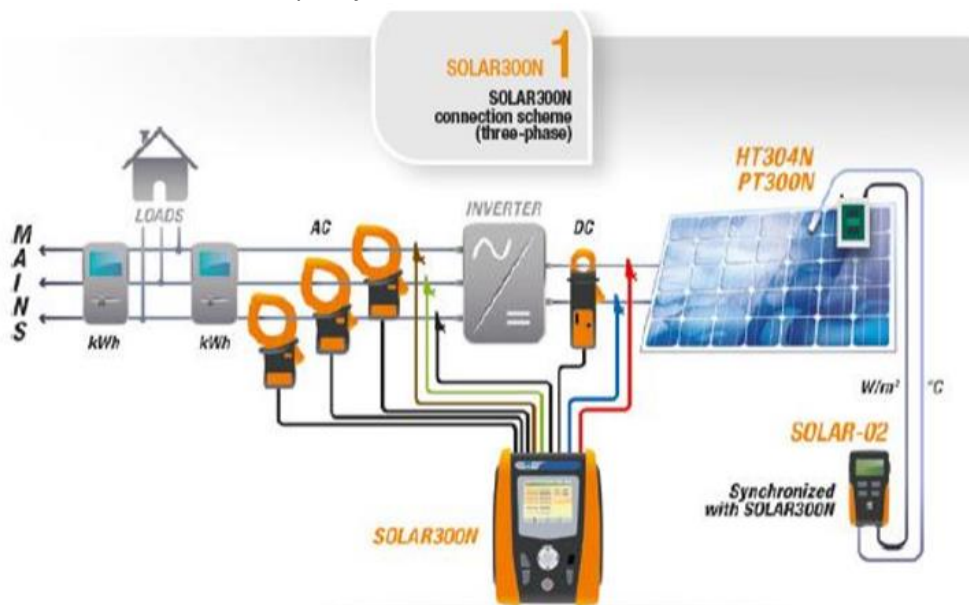 SOLAR300N 1
SOLAR300N
connection scheme
(three-phase)
HT304N
PT300N
LOADS
AC
INVERTER
DC
MAINS
kWh
kWh
W/m²
°C
SOLAR-02
Synchronized
with SOLAR300N
SOLAR300N